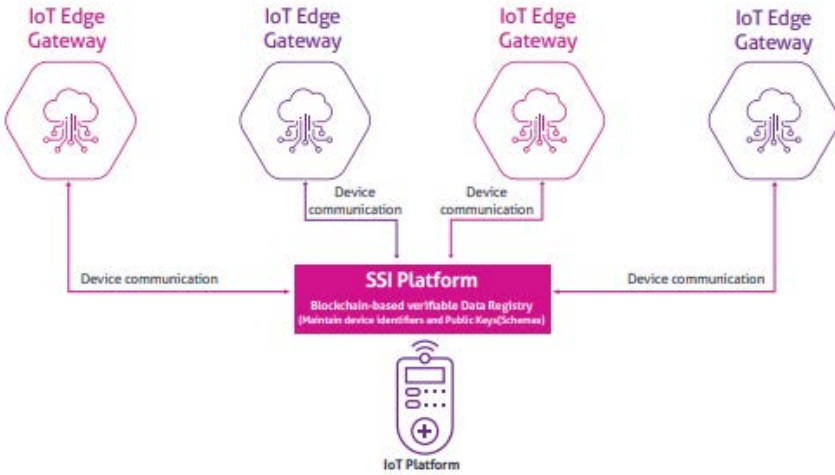 IoT Edge
Gateway
IoT Edge
Gateway
IoT Edge
Gateway
IoT Edge
Gateway
Device
communication
Device
communication
Device communication
Device communication
SSI Platform
Blockchain-based verifiable Data Registry
(Maintain device identifiers and Public Keys(Schemas)
IoT Platform